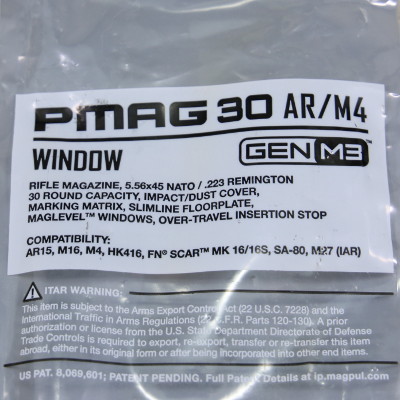 PMAG 30 AR/M4
WINDOW GEN M3™
RIFLE MAGAZINE, 5.56x45 NATO / .223 REMINGTON
30 ROUND CAPACITY, IMPACT/DUST COVER,
MARKING MATRIX, SLIMLINE FLOORPLATE,
MAGLEVEL™ WINDOWS, OVER-TRAVEL INSERTION STOP
COMPATIBILITY:
AR15, M16, M4, HK416, FN® SCAR™ MK 16/16S, SA-80, M27 (IAR)
ITAR WARNING:
This item is subject to the Arms Export Control Act (22 U.S.C. 7228) and the
International Traffic in Arms Regulations (22 C.F.R. Parts 120-130). A prior
authorization or license from the U.S. State Department Directorate of Defense
Trade Controls is required to export, re-export, transfer or re-transfer this item
abroad, either in its original form or after being incorporated into other end items.
US PAT. 8,069,601; PATENT PENDING. Full Patent Details at ip.magpul.com